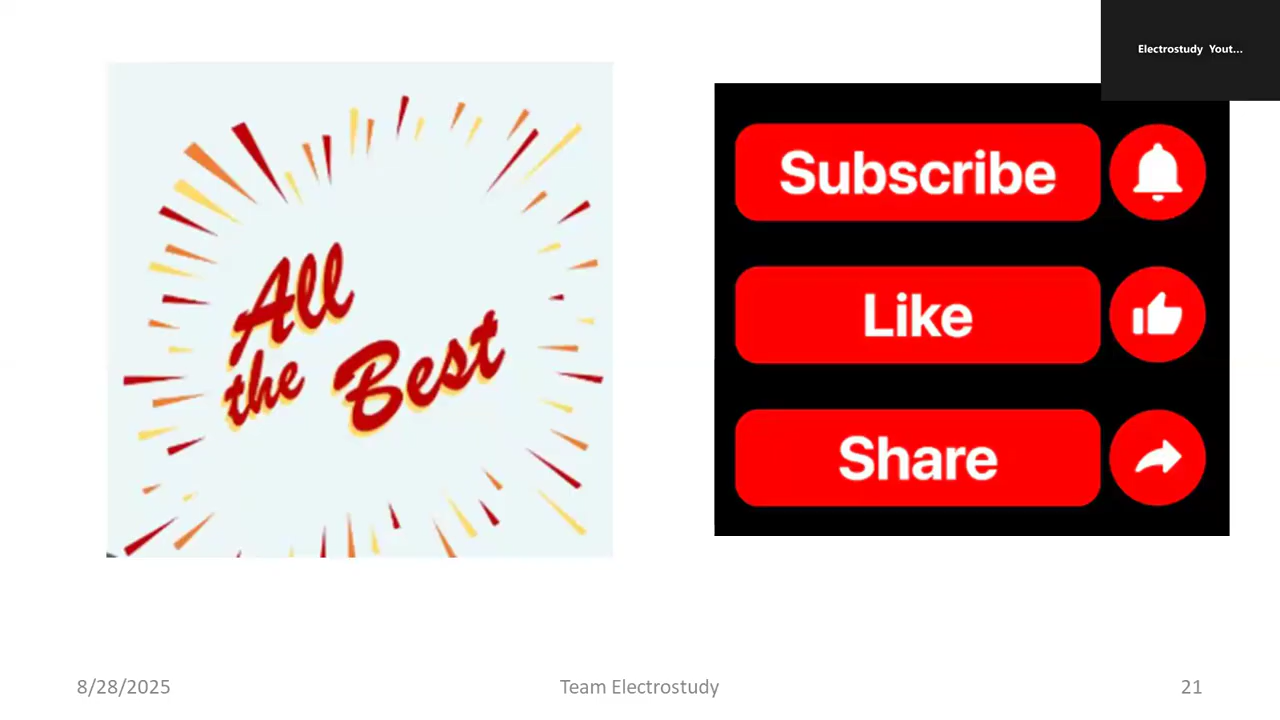 Electrostudy Yout...
All
the Best
Subscribe
Like
Share
8/28/2025
Team Electrostudy
21